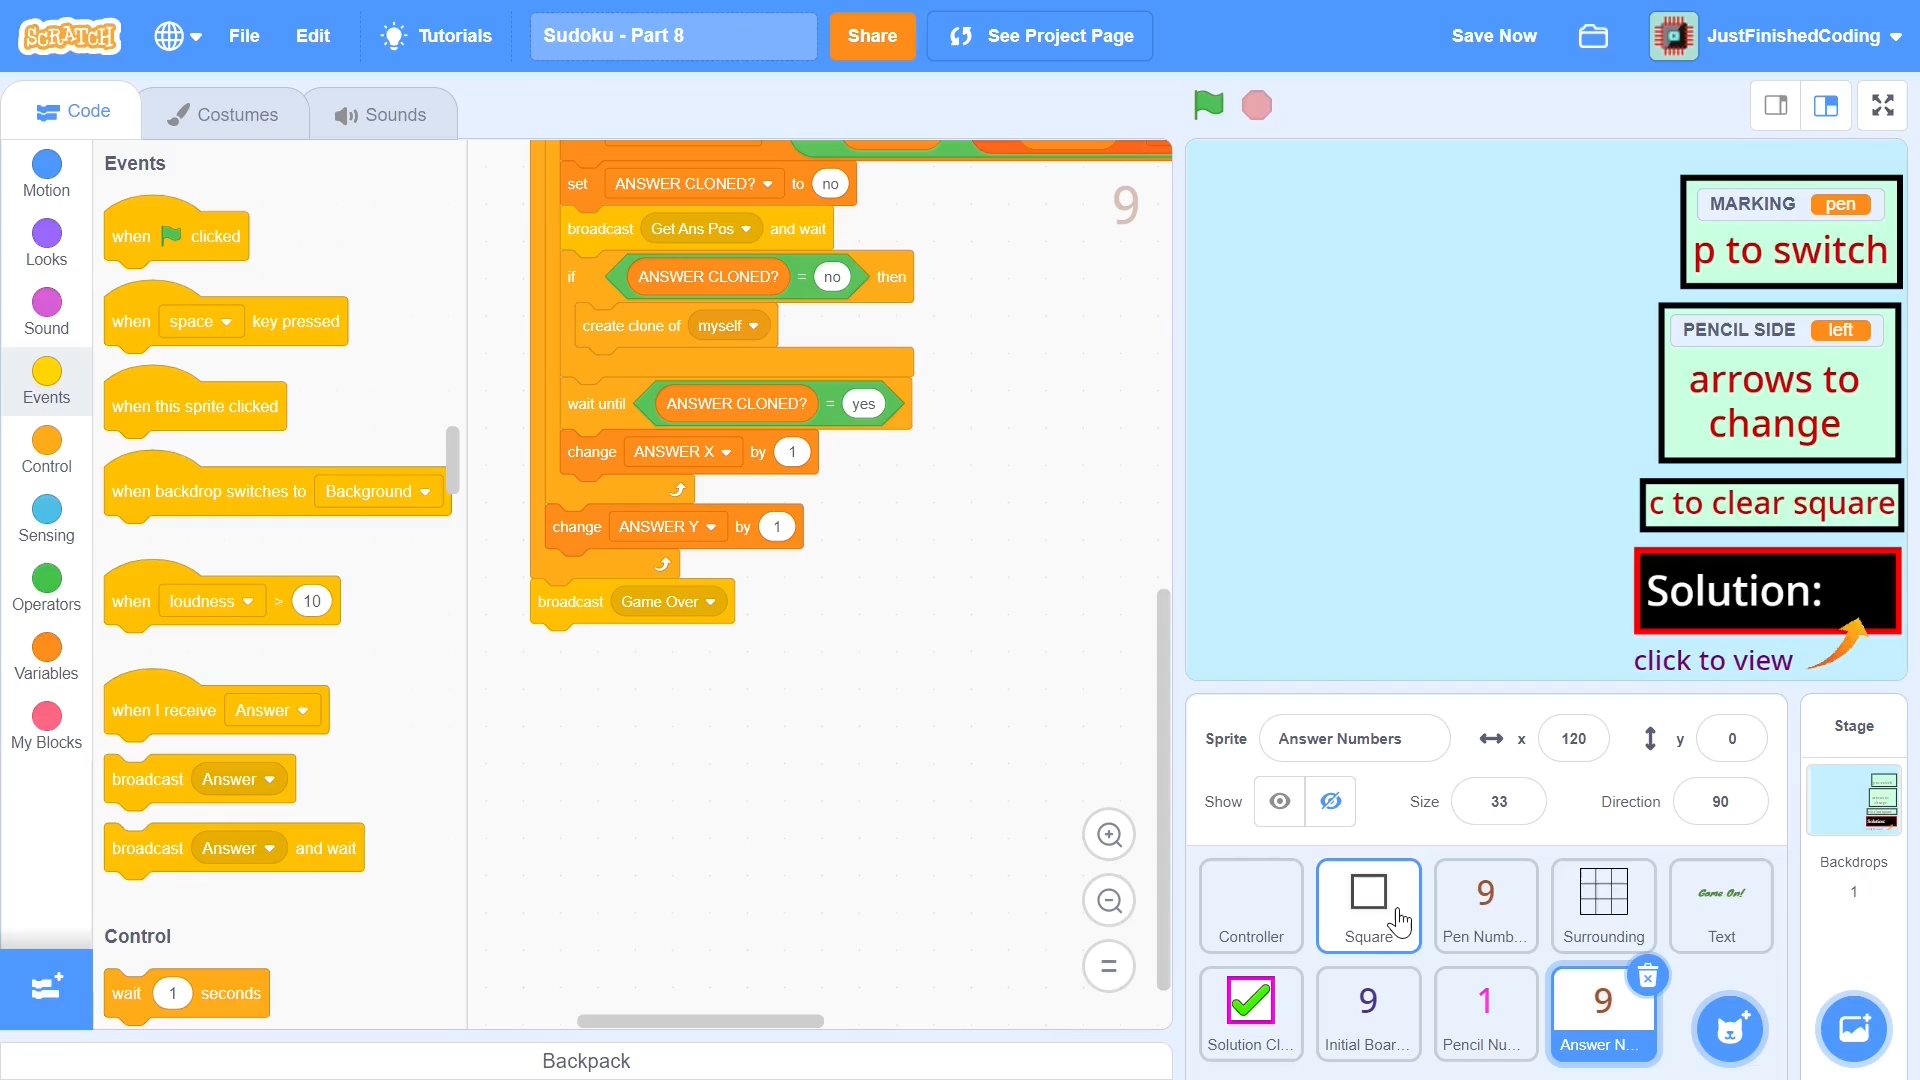 SCRATCH
File
Edit
Tutorials
Sudoku - Part 8
Share
See Project Page
Save Now
JustFinishedCoding
Code
Costumes
Sounds
Motion
Looks
Sound
Events
Control
Sensing
Operators
Variables
My Blocks
Events
when clicked
when space key pressed
when this sprite clicked
when backdrop switches to Background
when loudness > 10
when I receive Answer
broadcast Answer
broadcast Answer and wait
Control
wait 1 seconds
set ANSWER CLONED? to no
broadcast Get Ans Pos and wait
if ANSWER CLONED? = no then
create clone of myself
wait until ANSWER CLONED? = yes
change ANSWER X by 1
change ANSWER Y by 1
broadcast Game Over
9
=
Backpack
MARKING pen
p to switch
PENCIL SIDE left
arrows to
change
c to clear square
Solution:
click to view
Sprite Answer Numbers x 120 y 0
Show Size 33 Direction 90
Controller
Square
9
Pen Numb...
Surrounding
Game On!
Text
Solution Cl...
9
Initial Boar...
1
Pencil Nu...
9
Answer N...
Stage
Backdrops
1